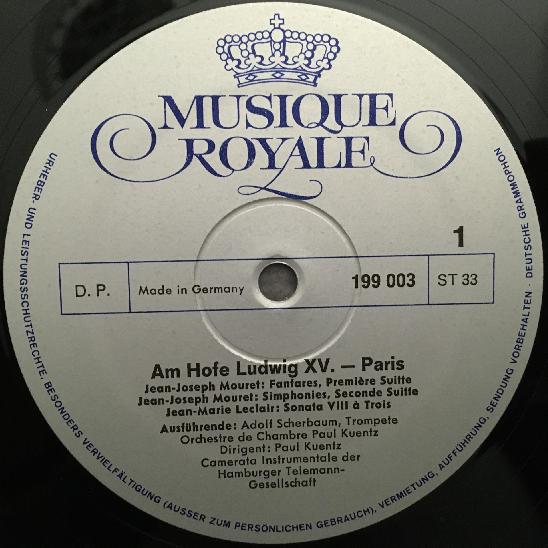 MUSIQUE
ROYALE
1
D. P.
Made in Germany
199 003
ST 33
Am Hofe Ludwig XV. — Paris
Jean-Joseph Mouret: Fanfares, Première Suitte
Jean-Joseph Mouret: Simphonies, Seconde Suitte
Jean-Marie Leclair: Sonata VIII à Trois
Ausführende: Adolf Scherbaum, Trompete
Orchestre de Chambre Paul Kuentz
Dirigent: Paul Kuentz
Camerata Instrumentale der
Hamburger Telemann-
Gesellschaft
URHEBER- UND LEISTUNGSSCHUTZRECHTE, BESONDERS VERVIELFÄLTIGUNG (AUSSER ZUM PERSÖNLICHEN GEBRAUCH), VERMIETUNG, AUFFÜHRUNG, SENDUNG VORBEHALTEN · DEUTSCHE GRAMMOPHON